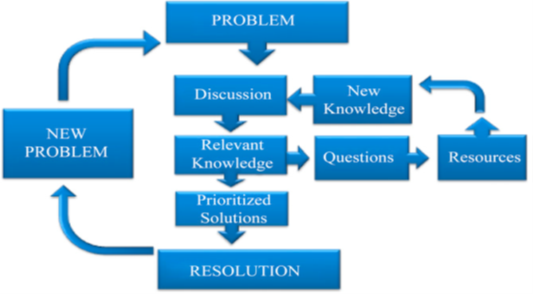 PROBLEM
Discussion
New
Knowledge
NEW
PROBLEM
Relevant
Knowledge
Questions
Resources
Prioritized
Solutions
RESOLUTION